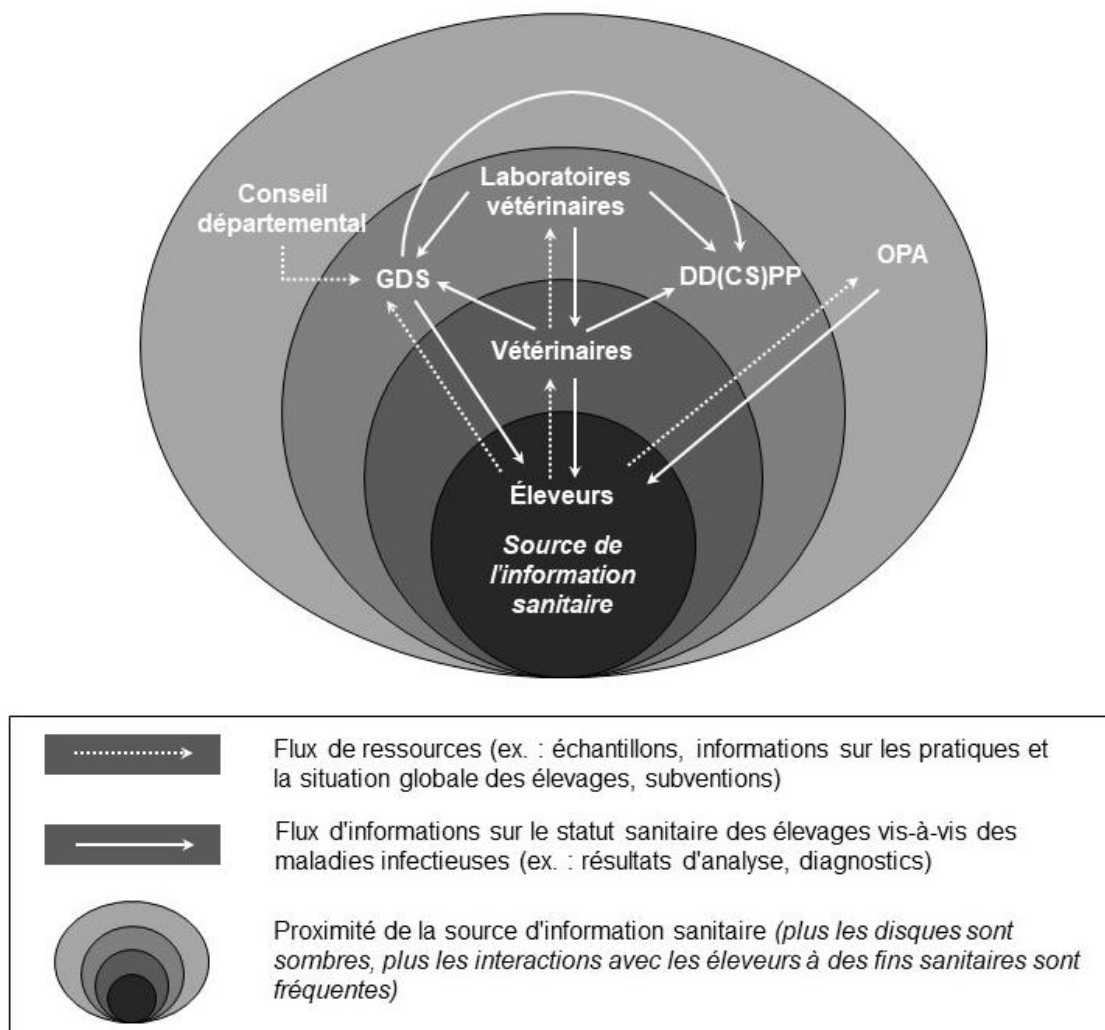 Laboratoires
vétérinaires
Conseil
départemental
OPA
GDS
DD(CS)PP
Vétérinaires
Éleveurs
Source de
l'information
sanitaire
Flux de ressources (ex. : échantillons, informations sur les pratiques et
la situation globale des élevages, subventions)
Flux d'informations sur le statut sanitaire des élevages vis-à-vis des
maladies infectieuses (ex. : résultats d'analyse, diagnostics)
Proximité de la source d'information sanitaire (plus les disques sont
sombres, plus les interactions avec les éleveurs à des fins sanitaires sont
fréquentes)